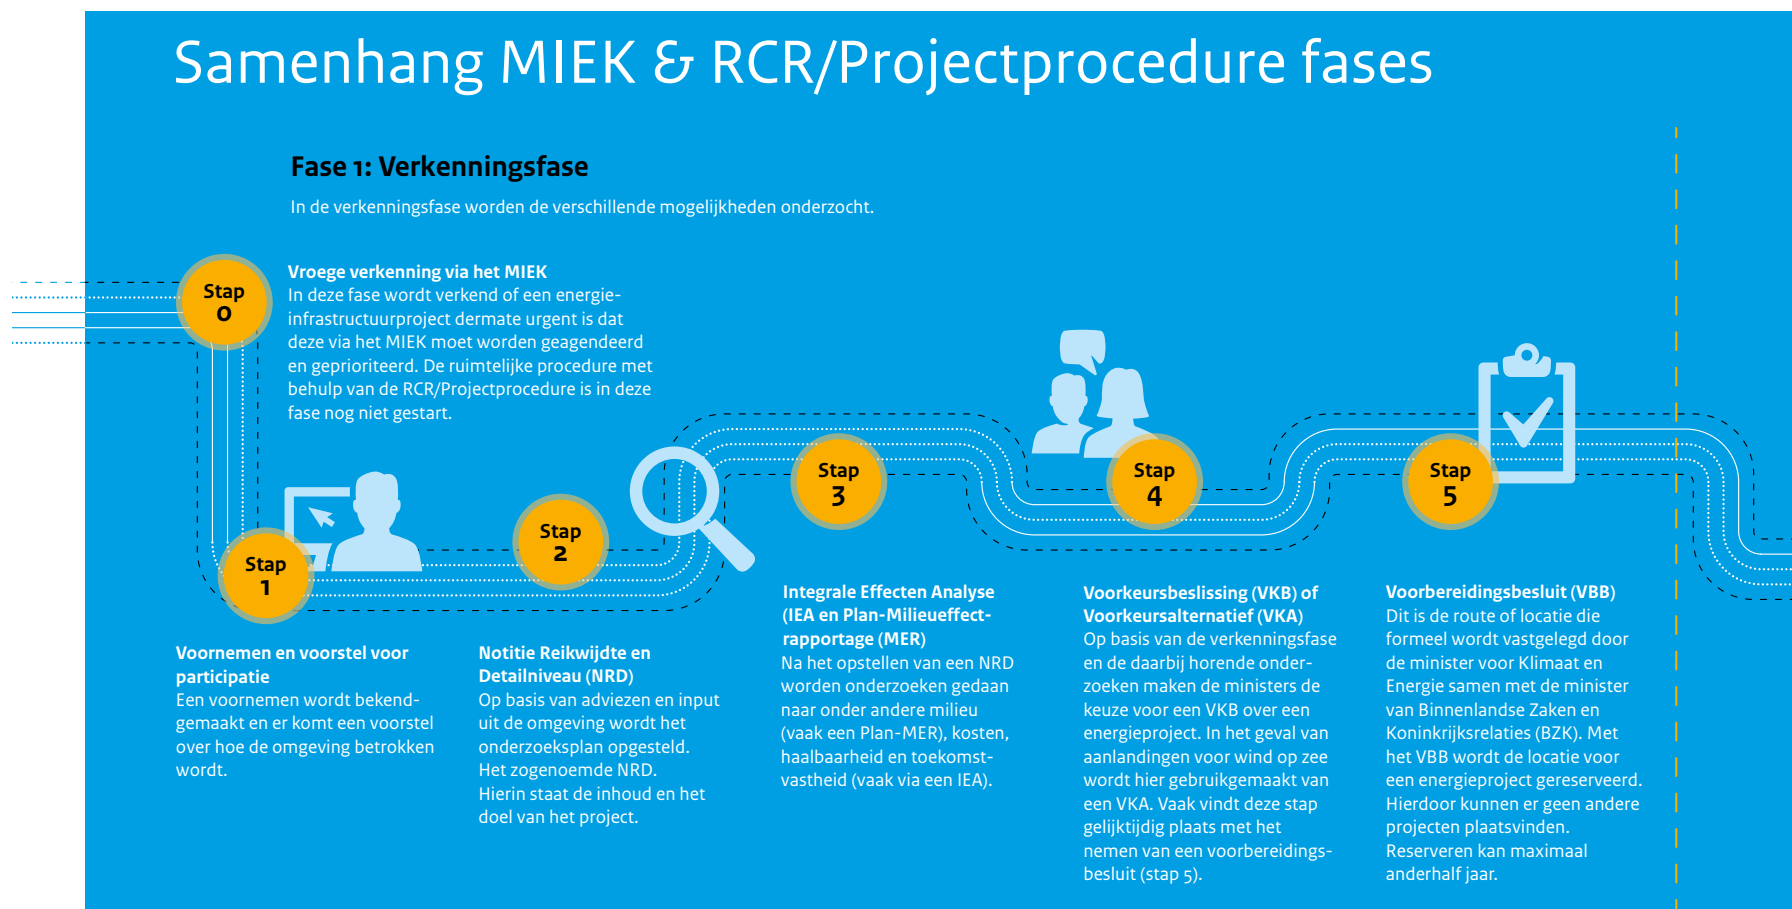 Samenhang MIEK & RCR/Projectprocedure fases
Fase 1: Verkenningsfase
In de verkenningsfase worden de verschillende mogelijkheden onderzocht.
Stap
0
Vroege verkenning via het MIEK
In deze fase wordt verkend of een energie-
infrastructuurproject dermate urgent is dat
deze via het MIEK moet worden geagendeerd
en geprioriteerd. De ruimtelijke procedure met
behulp van de RCR/Projectprocedure is in deze
fase nog niet gestart.
Stap
1
Voornemen en voorstel voor
participatie
Een voornemen wordt bekend-
gemaakt en er komt een voorstel
over hoe de omgeving betrokken
wordt.
Stap
2
Notitie Reikwijdte en
Detailniveau (NRD)
Op basis van adviezen en input
uit de omgeving wordt het
onderzoeksplan opgesteld.
Het zogenoemde NRD.
Hierin staat de inhoud en het
doel van het project.
Stap
3
Integrale Effecten Analyse
(IEA en Plan-Milieueffect-
rapportage (MER)
Na het opstellen van een NRD
worden onderzoeken gedaan
naar onder andere milieu
(vaak een Plan-MER), kosten,
haalbaarheid en toekomst-
vastheid (vaak via een IEA).
Stap
4
Voorkeursbeslissing (VKB) of
Voorkeursalternatief (VKA)
Op basis van de verkenningsfase
en de daarbij horende onder-
zoeken maken de ministers de
keuze voor een VKB over een
energieproject. In het geval van
aanlandingen voor wind op zee
wordt hier gebruikgemaakt van
een VKA. Vaak vindt deze stap
gelijktijdig plaats met het
nemen van een voorbereidings-
besluit (stap 5).
Stap
5
Voorbereidingsbesluit (VBB)
Dit is de route of locatie die
formeel wordt vastgelegd door
de minister voor Klimaat en
Energie samen met de minister
van Binnenlandse Zaken en
Koninkrijksrelaties (BZK). Met
het VBB wordt de locatie voor
een energieproject gereserveerd.
Hierdoor kunnen er geen andere
projecten plaatsvinden.
Reserveren kan maximaal
anderhalf jaar.